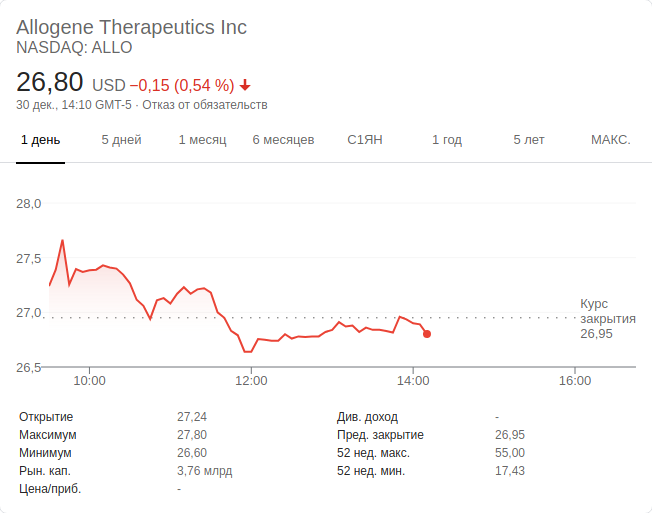 Allogene Therapeutics Inc
NASDAQ: ALLO
26,80 USD −0,15 (0,54 %)
30 дек., 14:10 GMT-5 · Отказ от обязательств
1 день 5 дней 1 месяц 6 месяцев С1ЯН 1 год 5 лет МАКС.
28,0
27,5
27,0
26,5
Курс
закрытия
26,95
10:00 12:00 14:00 16:00
Открытие 27,24 Див. доход -
Максимум 27,80 Пред. закрытие 26,95
Минимум 26,60 52 нед. макс. 55,00
Рын. кап. 3,76 млрд 52 нед. мин. 17,43
Цена/приб. -